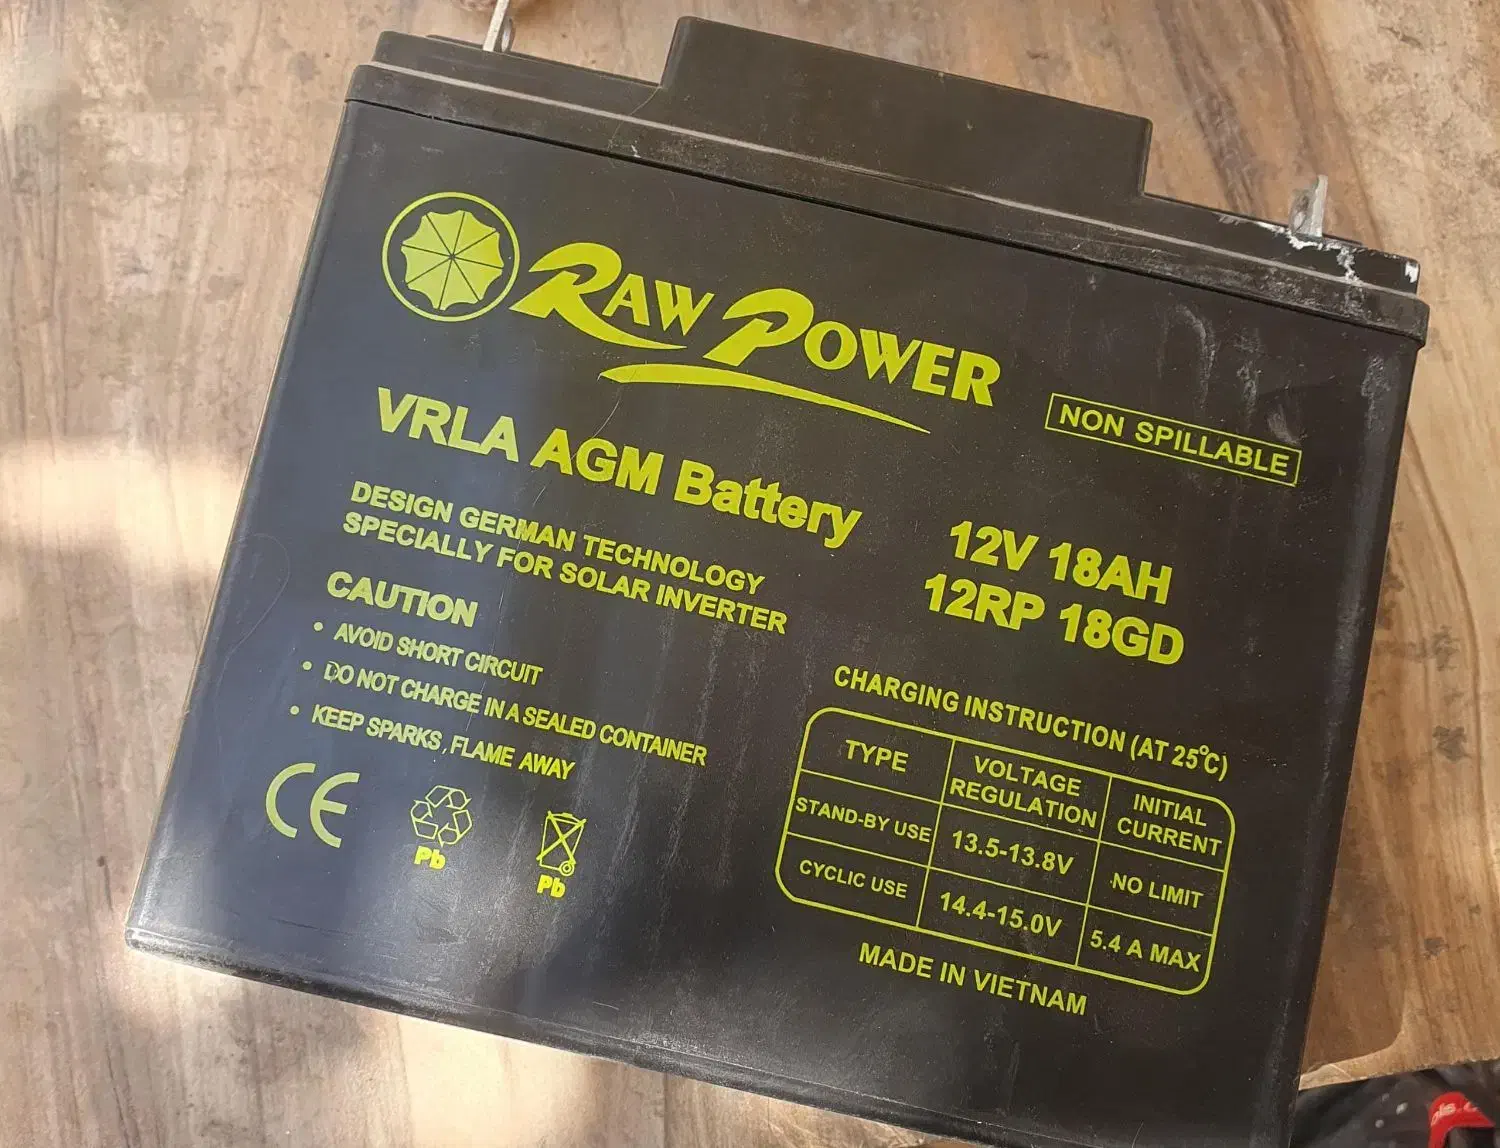 RAW POWER
NON SPILLABLE
VRLA AGM Battery
12V 18AH
12RP 18GD
DESIGN GERMAN TECHNOLOGY
SPECIALLY FOR SOLAR INVERTER
CAUTION
• AVOID SHORT CIRCUIT
• DO NOT CHARGE IN A SEALED CONTAINER
• KEEP SPARKS, FLAME AWAY
CE
Pb
Pb
CHARGING INSTRUCTION (AT 25°C)
TYPE VOLTAGE REGULATION INITIAL CURRENT
STAND-BY USE 13.5-13.8V NO LIMIT
CYCLIC USE 14.4-15.0V 5.4 A MAX
MADE IN VIETNAM